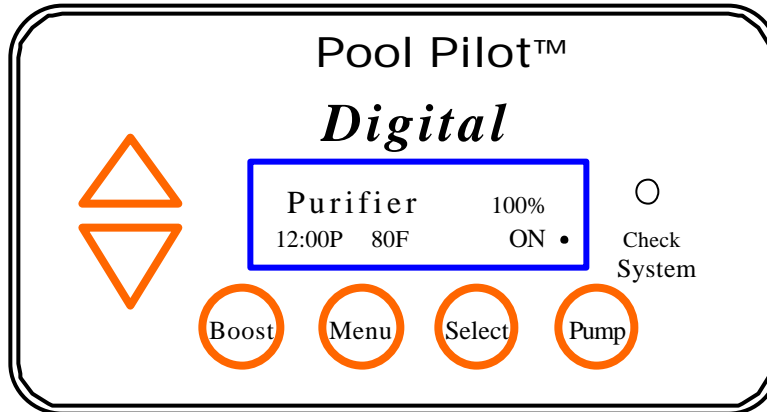 Pool Pilot™
Digital
Purifier 100%
12:00P 80F ON •
Check
System
Boost Menu Select Pump